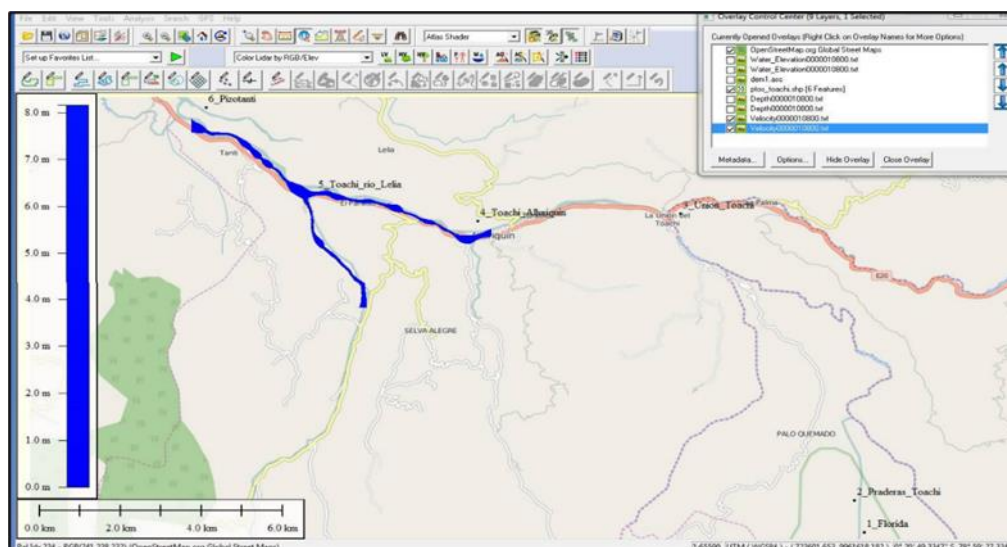 File Edit View Tools Analysis Search GPS Help
Overlay Control Center (9 Layers, 1 Selected)
Atlas Shader
Currently Opened Overlays (Right Click on Overlay Names for More Options)
Set up Favorites List...
Color Lidar by RGB/Elev
OpenStreetMap.org Global Street Maps
Water_Elevation0000010800.txt
Water_Elevation0000010800.txt
dem1.asc
ptos_toachi.shp [6 Features]
Depth0000010800.txt
Depth0000010800.txt
Velocity0000010800.txt
Velocity0000010800.txt
Metadata...
Options...
Hide Overlay
Close Overlay
8.0 m
7.0 m
6.0 m
5.0 m
4.0 m
3.0 m
2.0 m
1.0 m
0.0 m
6_Pizotanti
Tanti
Lelia
5_Toachi_rio_Lelia
4_Toachi_Alluiquin
La Union del
Toachi
3_Union_Toachi
Palma
E20
SELVA ALEGRE
PALO QUEMADO
2_Praderas_Toachi
1_Florida
0.0 km
2.0 km
4.0 km
6.0 km